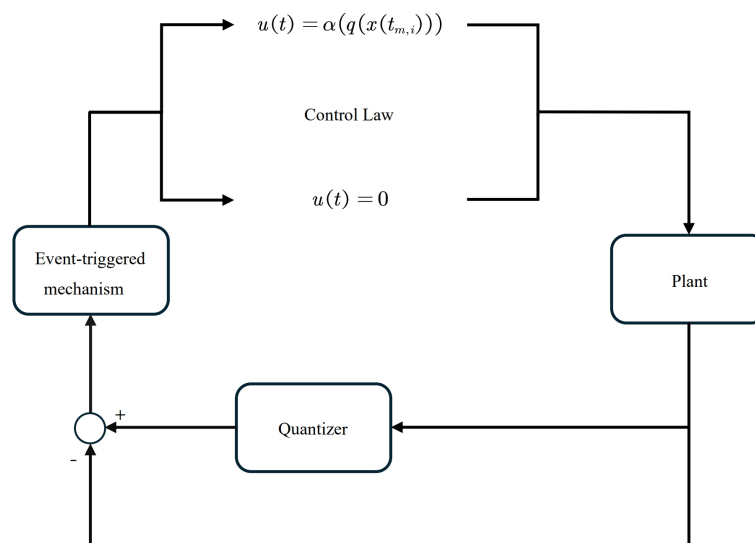 u(t) = α(q(x(t_{m,i})))
Control Law
u(t) = 0
Event-triggered
mechanism
Plant
+
Quantizer
-